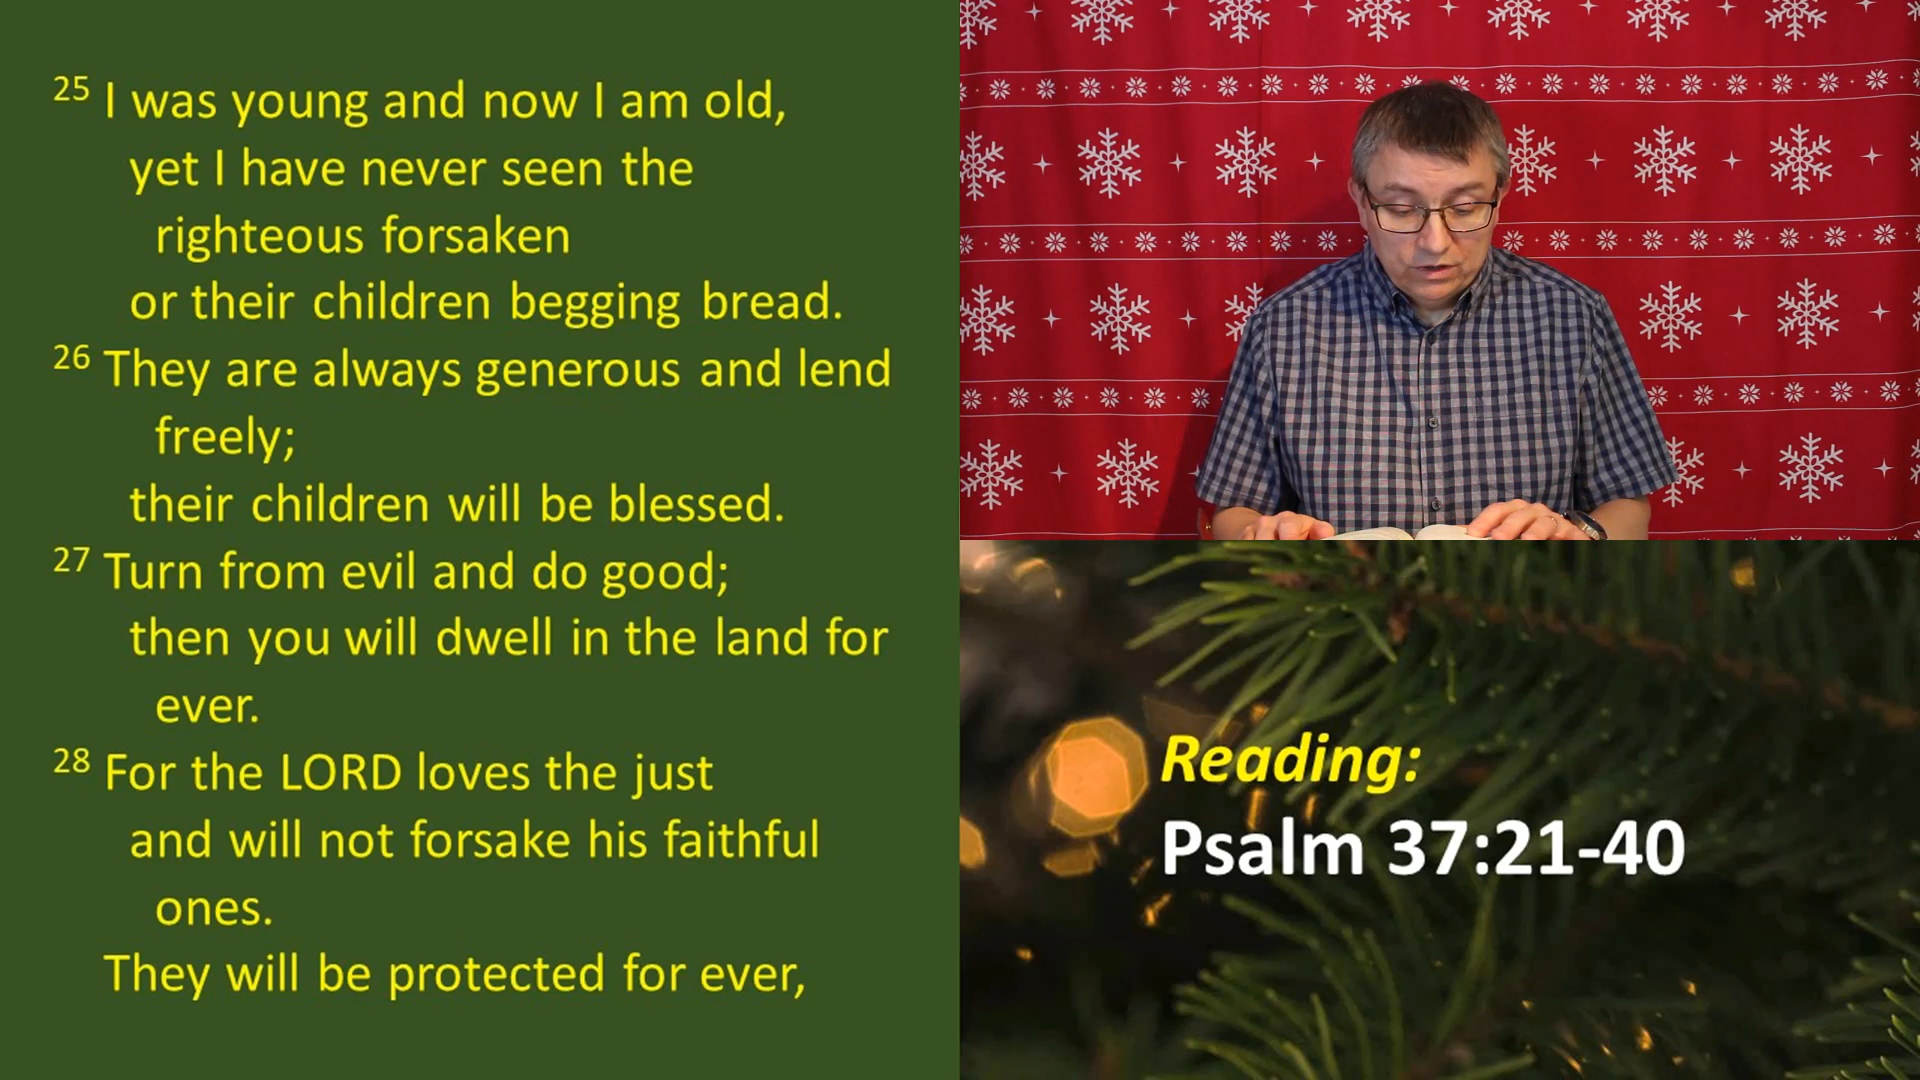 25 I was young and now I am old,
yet I have never seen the
righteous forsaken
or their children begging bread.
26 They are always generous and lend
freely;
their children will be blessed.
27 Turn from evil and do good;
then you will dwell in the land for
ever.
28 For the LORD loves the just
and will not forsake his faithful
ones.
They will be protected for ever,
Reading:
Psalm 37:21-40